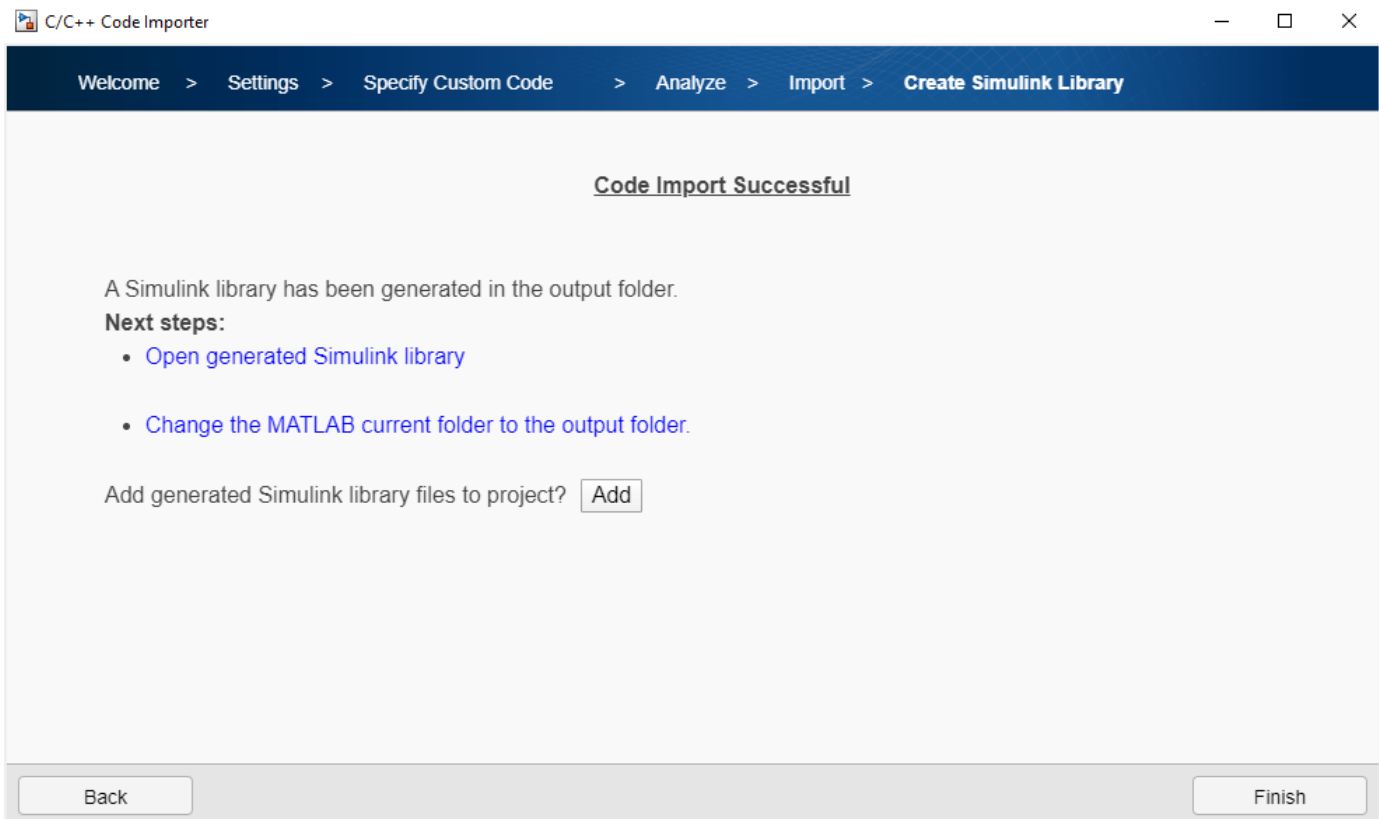 C/C++ Code Importer
Welcome > Settings > Specify Custom Code > Analyze > Import > Create Simulink Library
Code Import Successful
A Simulink library has been generated in the output folder.
Next steps:
• Open generated Simulink library
• Change the MATLAB current folder to the output folder.
Add generated Simulink library files to project? Add
Back Finish